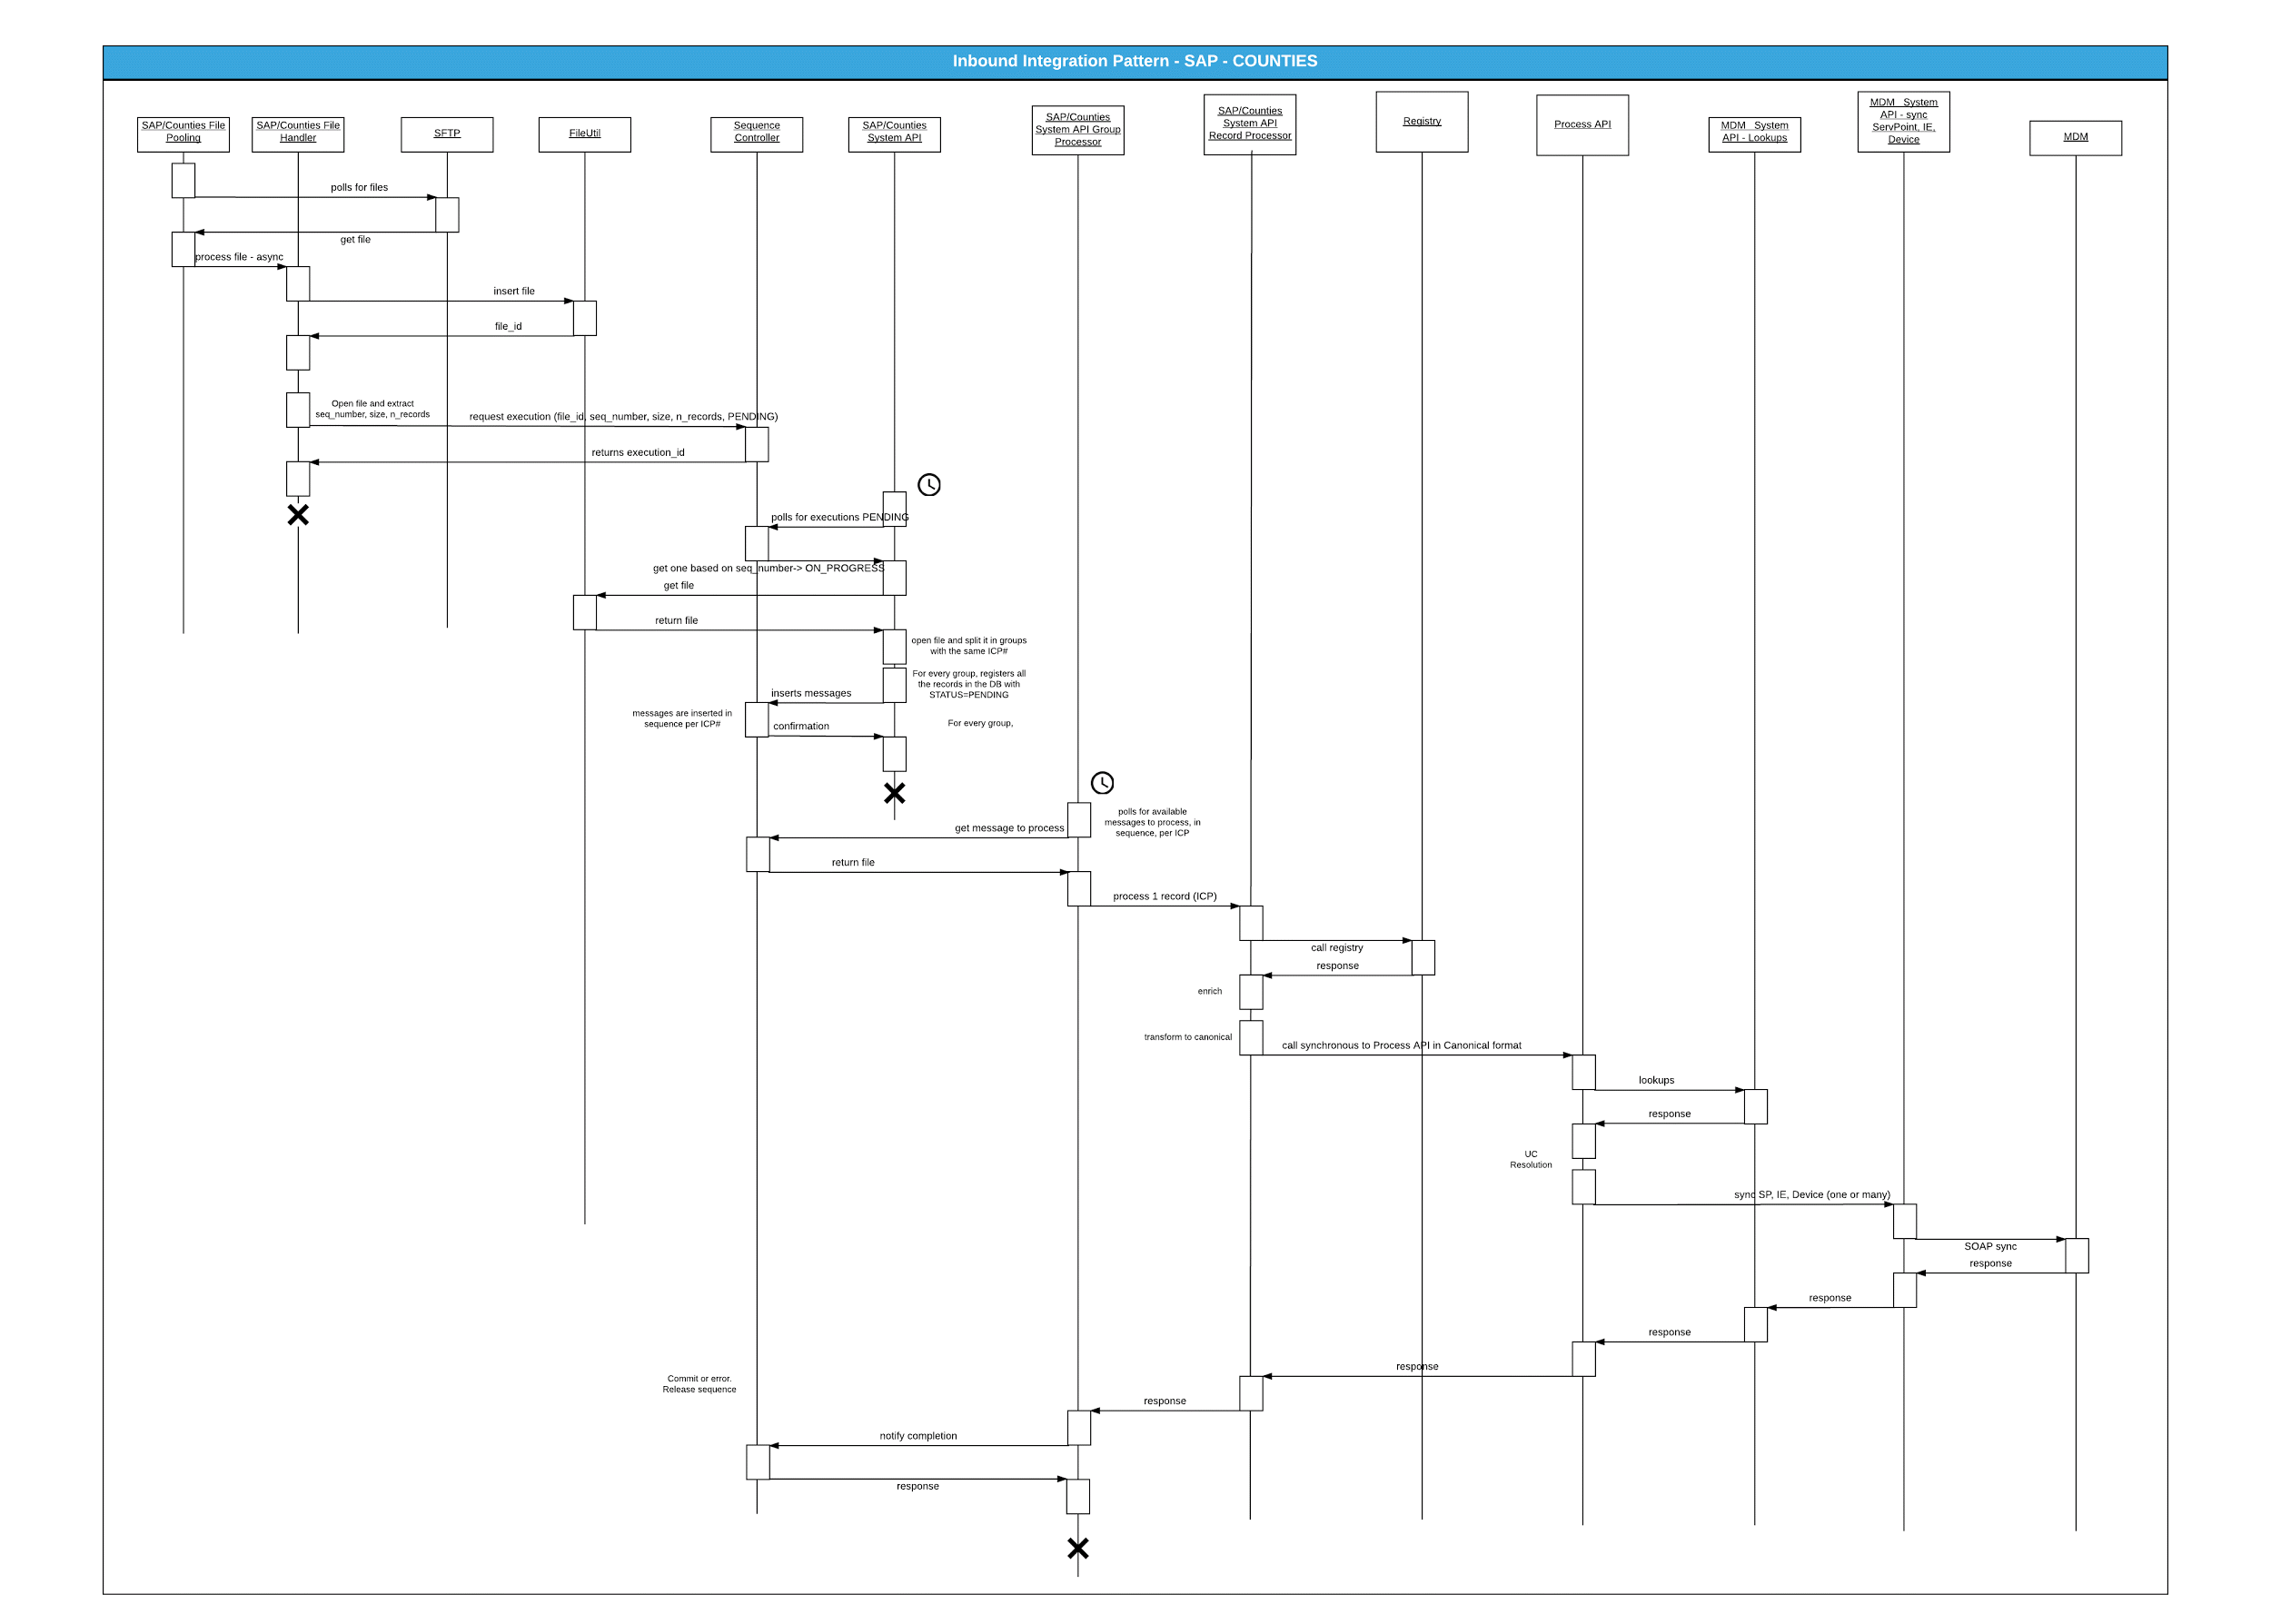 Inbound Integration Pattern - SAP - COUNTIES
SAP/Counties File
Pooling
SAP/Counties File
Handler
SFTP
FileUtil
Sequence
Controller
SAP/Counties
System API
SAP/Counties
System API Group
Processor
SAP/Counties
System API
Record Processor
Registry
Process API
MDM System
API - Lookups
MDM System
API - sync
ServPoint, IE,
Device
MDM
polls for files
get file
process file - async
insert file
file_id
Open file and extract
seq_number, size, n_records
request execution (file_id, seq_number, size, n_records, PENDING)
returns execution_id
polls for executions PENDING
get one based on seq_number-> ON_PROGRESS
get file
return file
open file and split it in groups
with the same ICP#
For every group, registers all
the records in the DB with
STATUS=PENDING
inserts messages
messages are inserted in
sequence per ICP#
For every group,
confirmation
polls for available
messages to process, in
sequence, per ICP
get message to process
return file
process 1 record (ICP)
call registry
response
enrich
transform to canonical
call synchronous to Process API in Canonical format
lookups
response
UC
Resolution
sync SP, IE, Device (one or many)
SOAP sync
response
response
response
response
Commit or error.
Release sequence
response
notify completion
response